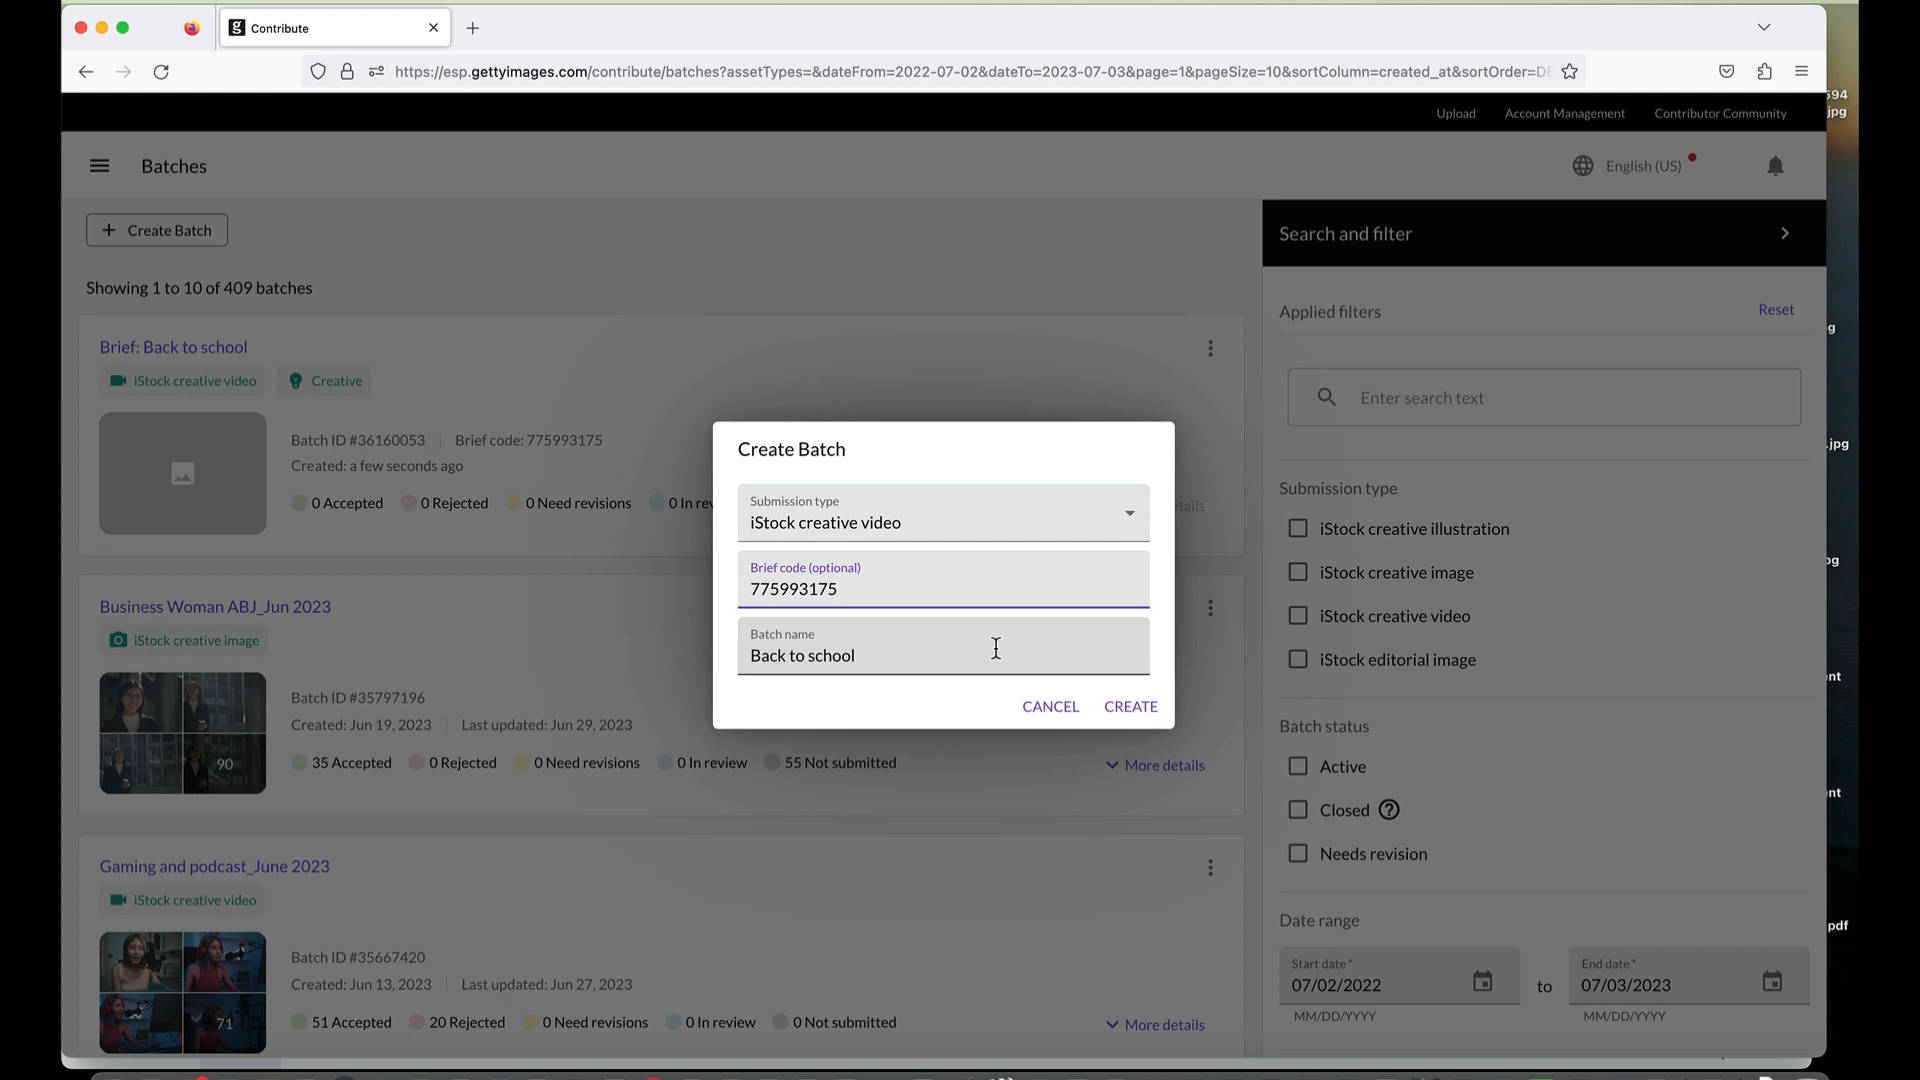 Contribute
https://esp.gettyimages.com/contribute/batches?assetTypes=&dateFrom=2022-07-02&dateTo=2023-07-03&page=1&pageSize=10&sortColumn=created_at&sortOrder=DE
594
jpg
Upload Account Management Contributor Community
Batches
English (US)
+ Create Batch
Showing 1 to 10 of 409 batches
Search and filter
Applied filters Reset
Enter search text
Brief: Back to school
iStock creative video Creative
Batch ID #36160053 Brief code: 775993175
Created: a few seconds ago
0 Accepted 0 Rejected 0 Need revisions 0 In rev
etails
Create Batch
Submission type
iStock creative video
Brief code (optional)
775993175
Batch name
Back to school
CANCEL CREATE
Business Woman ABJ_Jun 2023
iStock creative image
Batch ID #35797196
Created: Jun 19, 2023 Last updated: Jun 29, 2023
90
35 Accepted 0 Rejected 0 Need revisions 0 In review 55 Not submitted
More details
Gaming and podcast_June 2023
iStock creative video
Batch ID #35667420
Created: Jun 13, 2023 Last updated: Jun 27, 2023
71
51 Accepted 20 Rejected 0 Need revisions 0 In review 0 Not submitted
More details
Submission type
iStock creative illustration
iStock creative image
iStock creative video
iStock editorial image
Batch status
Active
Closed
Needs revision
Date range
Start date*
07/02/2022
MM/DD/YYYY
to
End date*
07/03/2023
MM/DD/YYYY
g
.jpg
og
nt
ent
pdf